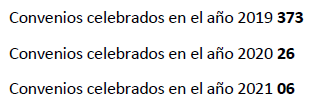 Convenios celebrados en el año 2019 373
Convenios celebrados en el año 2020 26
Convenios celebrados en el año 2021 06